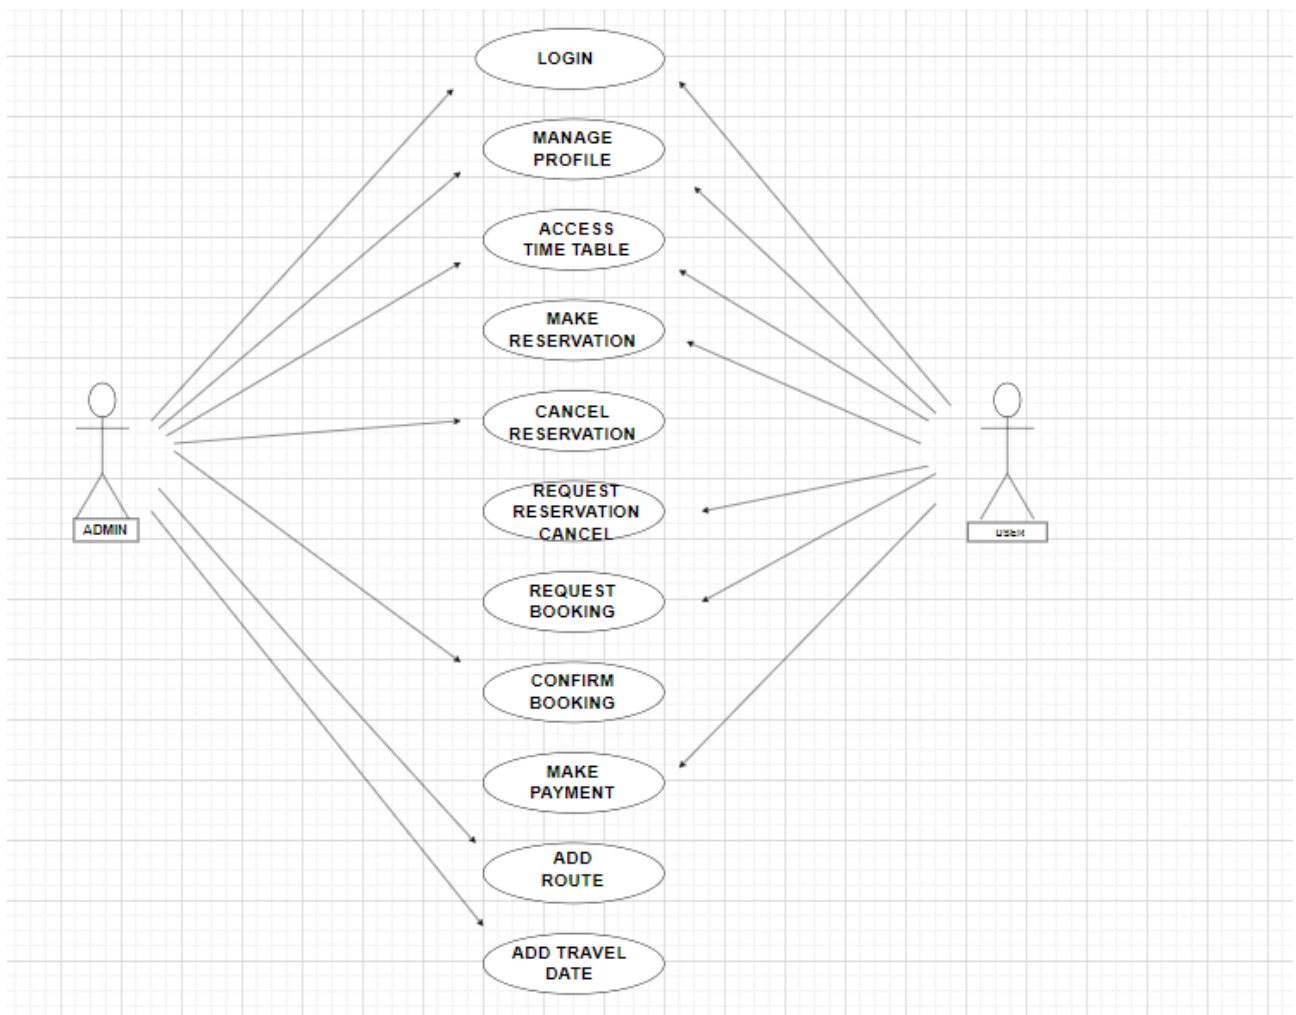 LOGIN
MANAGE
PROFILE
ACCESS
TIME TABLE
MAKE
RESERVATION
CANCEL
RESERVATION
REQUEST
RESERVATION
CANCEL
ADMIN
USER
REQUEST
BOOKING
CONFIRM
BOOKING
MAKE
PAYMENT
ADD
ROUTE
ADD TRAVEL
DATE